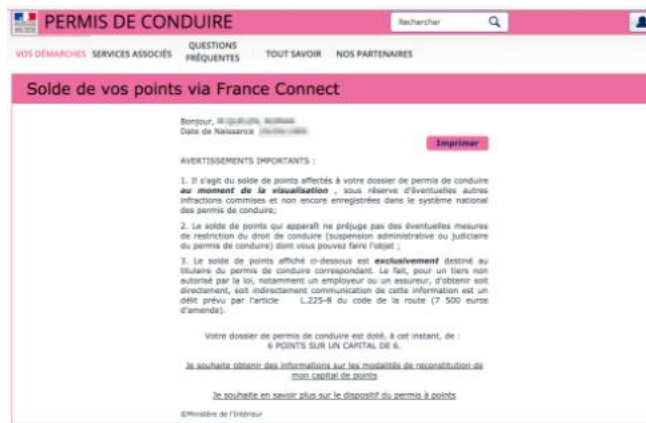 PERMIS DE CONDUIRE
Rechercher
VOS DÉMARCHES SERVICES ASSOCIÉS QUESTIONS FRÉQUENTES TOUT SAVOIR NOS PARTENAIRES
Solde de vos points via France Connect
Bonjour,
Date de Naissance
Imprimer
AVERTISSEMENTS IMPORTANTS :
1. Il s'agit du solde de points affectés à votre dossier de permis de conduire
au moment de la visualisation , sous réserve d'éventuelles autres
infractions commises et non encore enregistrées dans le système national
des permis de conduire;
2. Le solde de points qui apparaît ne préjuge pas des éventuelles mesures
de restriction du droit de conduire (suspension administrative ou judiciaire
du permis de conduire) dont vous pouvez faire l'objet ;
3. Le solde de points affiché ci-dessous est exclusivement destiné au
titulaire du permis de conduire correspondant. Le fait, pour un tiers non
autorisé par la loi, notamment un employeur ou un assureur, d'obtenir soit
directement, soit indirectement communication de cette information est un
délit prévu par l'article L.225-8 du code de la route (7 500 euros
d'amende).
Votre dossier de permis de conduire est doté, à cet instant, de :
6 POINTS SUR UN CAPITAL DE 6.
Je souhaite obtenir des informations sur les modalités de reconstitution de
mon capital de points
Je souhaite en savoir plus sur le dispositif du permis à points
©Ministère de l'Intérieur